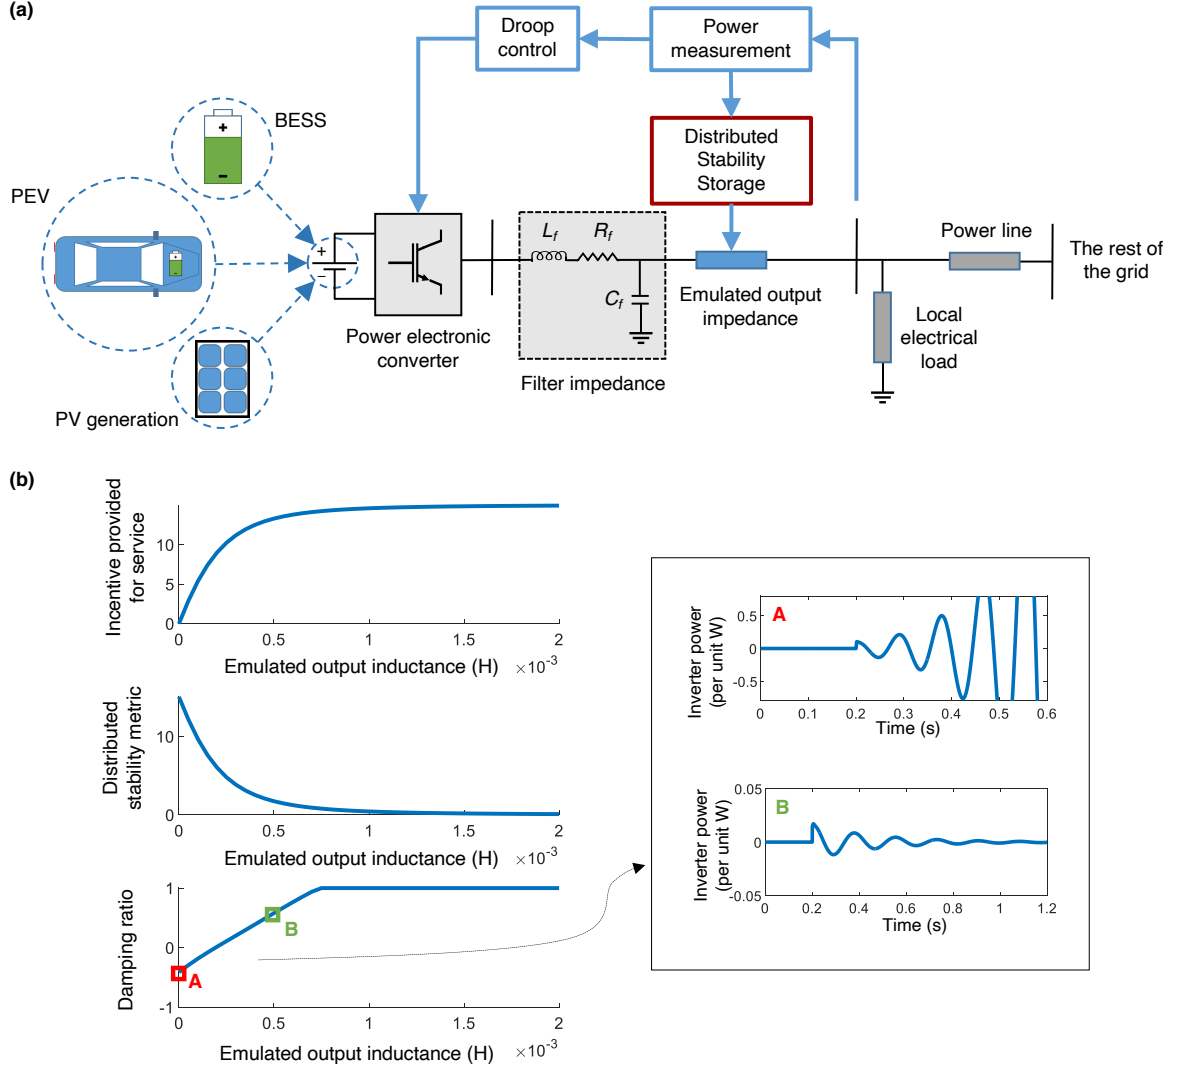 (a)
Droop
control
Power
measurement
BESS
+
−
Distributed
Stability
Storage
PEV
+
−
L_f
R_f
C_f
Power line
The rest of
the grid
Emulated output
impedance
Local
electrical
load
Power electronic
converter
Filter impedance
PV generation
(b)
Incentive provided
for service
10
5
0
0
0.5
1
1.5
2
Emulated output inductance (H)
×10⁻³
Distributed
stability metric
10
0
0
0.5
1
1.5
2
Emulated output inductance (H)
×10⁻³
Damping ratio
1
0
-1
A
B
0
0.5
1
1.5
2
Emulated output inductance (H)
×10⁻³
Inverter power
(per unit W)
A
0.5
0
-0.5
0
0.1
0.2
0.3
0.4
0.5
0.6
Time (s)
Inverter power
(per unit W)
B
0.05
0
-0.05
0
0.2
0.4
0.6
0.8
1
1.2
Time (s)